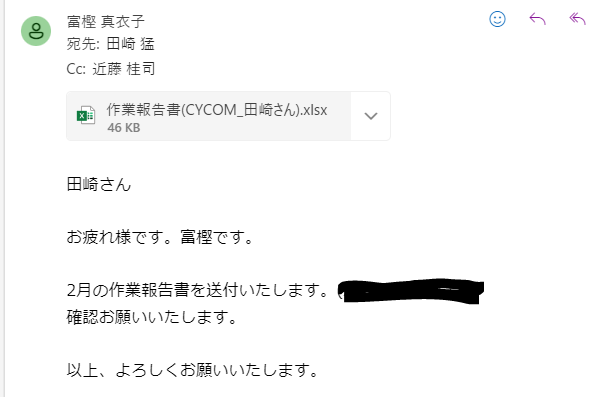 富樫 真衣子
宛先: 田崎 猛
Cc: 近藤 桂司
作業報告書(CYCOM_田崎さん).xlsx
46 KB
田崎さん
お疲れ様です。富樫です。
2月の作業報告書を送付いたします。
確認お願いいたします。
以上、よろしくお願いいたします。